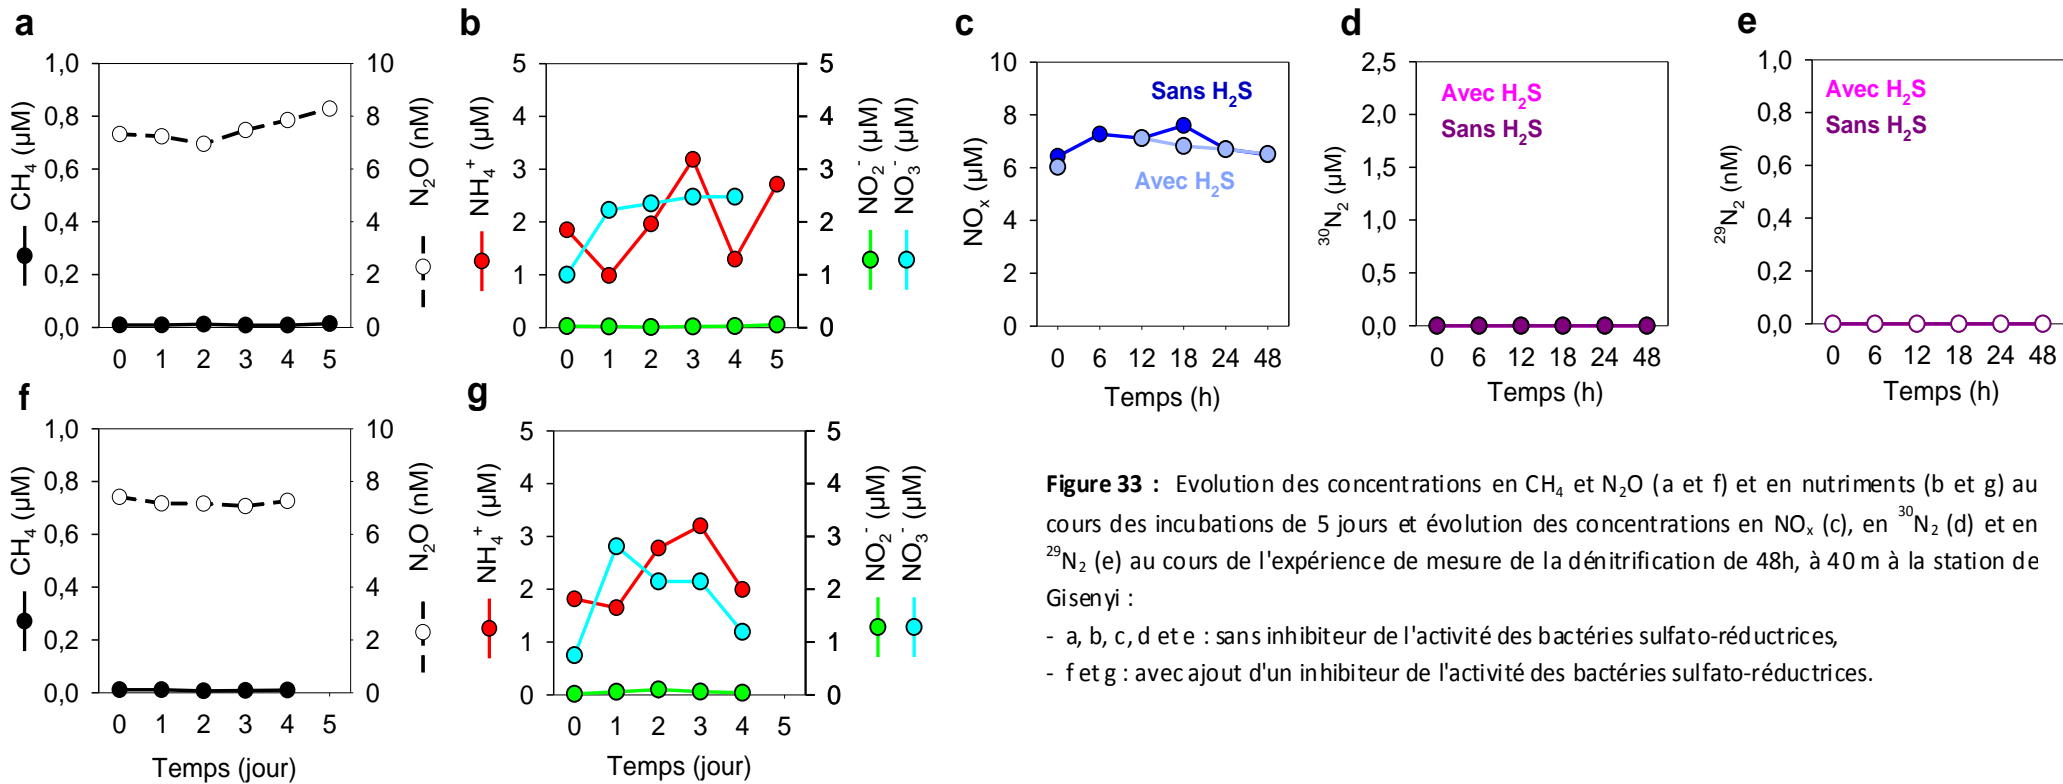 a
1,0
0,8
0,6
0,4
0,2
0,0
CH₄ (µM)
10
8
6
4
2
0
N₂O (nM)
0 1 2 3 4 5
b
5
4
3
2
1
0
NH₄⁺ (µM)
5
4
3
2
1
0
NO₂⁻ (µM)
NO₃⁻ (µM)
0 1 2 3 4 5
c
10
8
6
4
2
0
NOₓ (µM)
Sans H₂S
Avec H₂S
0 6 12 18 24 48
Temps (h)
d
2,5
2,0
1,5
1,0
0,5
0,0
³⁰N₂ (µM)
Avec H₂S
Sans H₂S
0 6 12 18 24 48
Temps (h)
e
1,0
0,8
0,6
0,4
0,2
0,0
²⁹N₂ (nM)
Avec H₂S
Sans H₂S
0 6 12 18 24 48
Temps (h)
f
1,0
0,8
0,6
0,4
0,2
0,0
CH₄ (µM)
10
8
6
4
2
0
N₂O (nM)
0 1 2 3 4 5
Temps (jour)
g
5
4
3
2
1
0
NH₄⁺ (µM)
5
4
3
2
1
0
NO₂⁻ (µM)
NO₃⁻ (µM)
0 1 2 3 4 5
Temps (jour)
Figure 33 : Evolution des concentrations en CH₄ et N₂O (a et f) et en nutriments (b et g) au
cours des incubations de 5 jours et évolution des concentrations en NOₓ (c), en ³⁰N₂ (d) et en
²⁹N₂ (e) au cours de l'expérience de mesure de la dénitrification de 48h, à 40 m à la station de
Gisenyi :
- a, b, c, d et e : sans inhibiteur de l'activité des bactéries sulfato-réductrices,
- f et g : avec ajout d'un inhibiteur de l'activité des bactéries sulfato-réductrices.